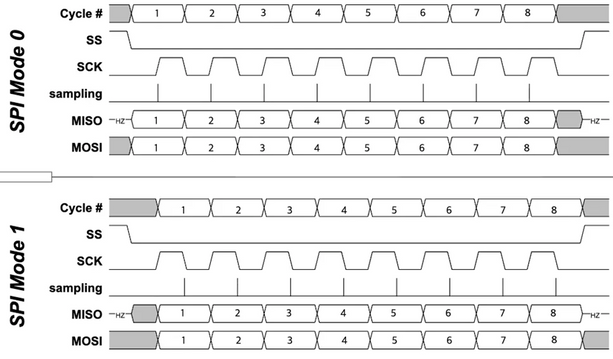 SPI Mode 0
Cycle # 1 2 3 4 5 6 7 8
SS
SCK
sampling
MISO HZ 1 2 3 4 5 6 7 8 HZ
MOSI 1 2 3 4 5 6 7 8
SPI Mode 1
Cycle # 1 2 3 4 5 6 7 8
SS
SCK
sampling
MISO HZ 1 2 3 4 5 6 7 8 HZ
MOSI 1 2 3 4 5 6 7 8